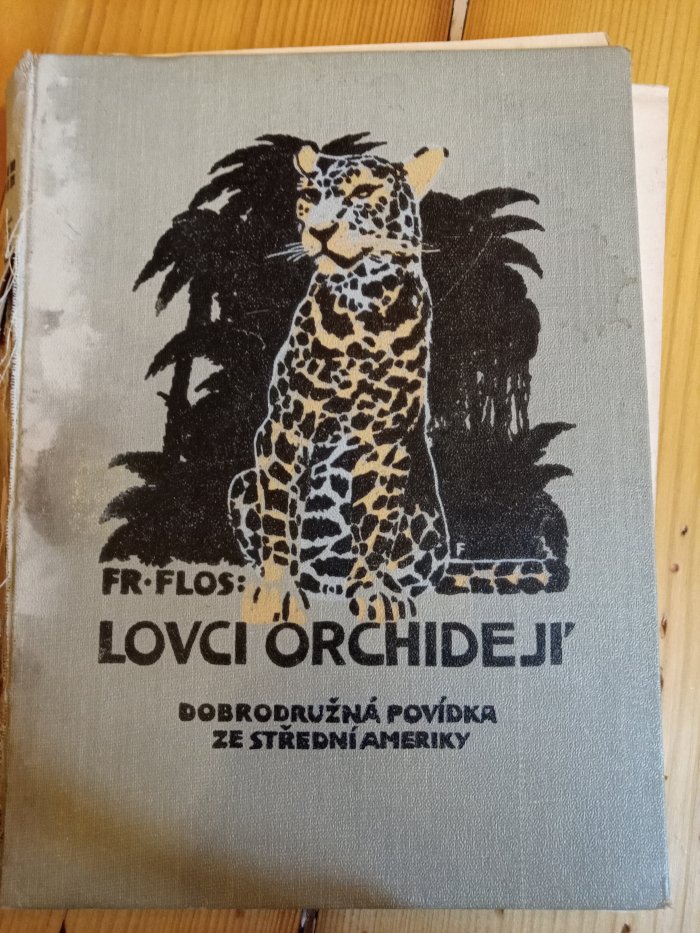 FR·FLOS:
LOVCI ORCHIDEJÍ
DOBRODRUŽNÁ POVÍDKA
ZE STŘEDNÍ AMERIKY
F